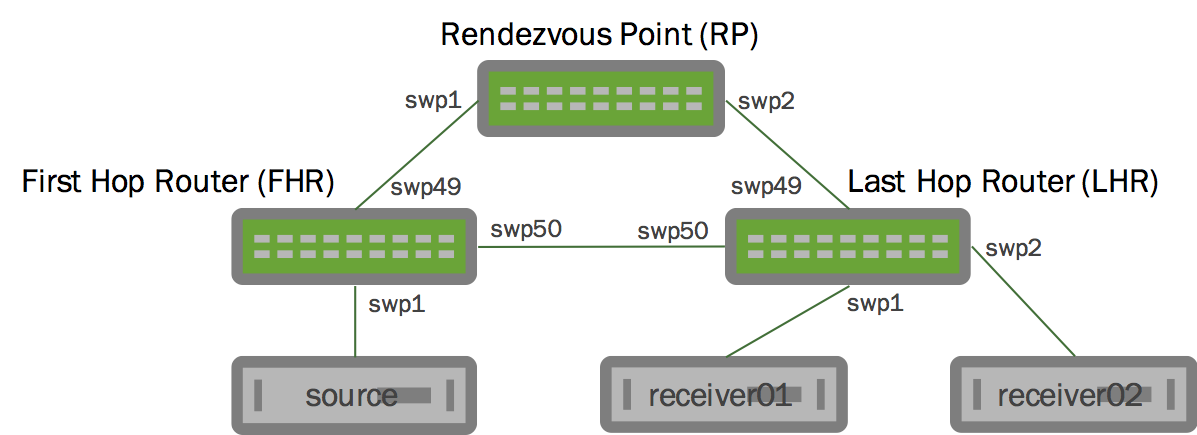 Rendezvous Point (RP)
swp1
swp2
First Hop Router (FHR)
swp49
swp49
Last Hop Router (LHR)
swp50
swp50
swp2
swp1
swp1
source
receiver01
receiver02